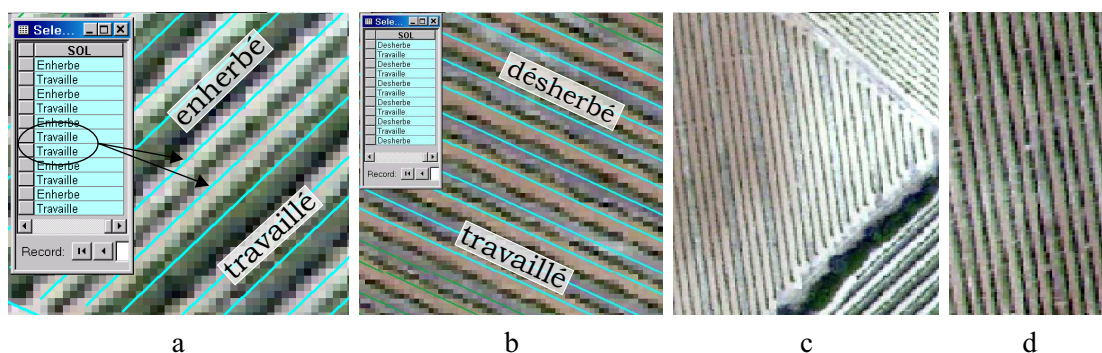 Sele...
SOL
Enherbe
Travaille
Enherbe
Travaille
Enherbe
Travaille
Travaille
Enherbe
Travaille
Enherbe
Travaille
Record:
enherbé
travaillé
Sele...
SOL
Desherbe
Travaille
Desherbe
Travaille
Desherbe
Travaille
Desherbe
Travaille
Desherbe
Travaille
Desherbe
Record:
désherbé
travaillé
a b c d